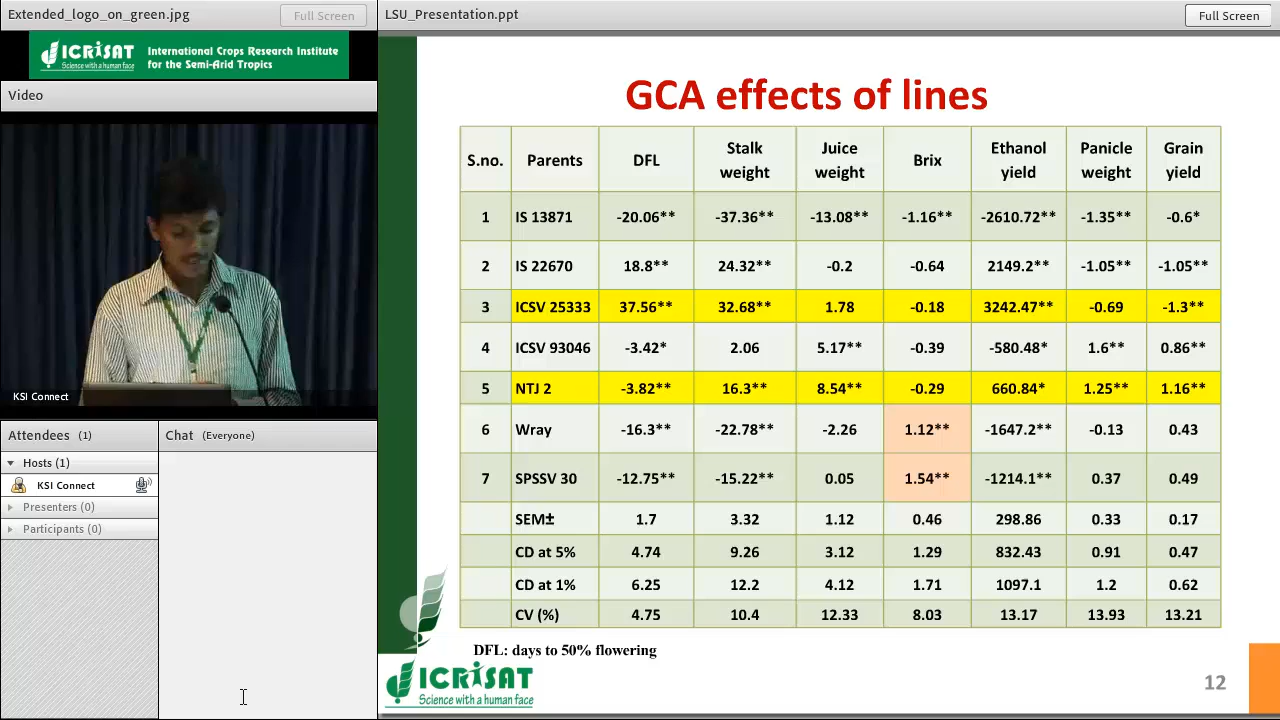 Extended_logo_on_green.jpg
Full Screen
ICRISAT
Science with a human face
International Crops Research Institute
for the Semi-Arid Tropics
Video
KSI Connect
Attendees (1)
Hosts (1)
KSI Connect
Presenters (0)
Participants (0)
Chat (Everyone)
LSU_Presentation.ppt
Full Screen
GCA effects of lines
S.no. Parents DFL Stalk weight Juice weight Brix Ethanol yield Panicle weight Grain yield
1 IS 13871 -20.06** -37.36** -13.08** -1.16** -2610.72** -1.35** -0.6*
2 IS 22670 18.8** 24.32** -0.2 -0.64 2149.2** -1.05** -1.05**
3 ICSV 25333 37.56** 32.68** 1.78 -0.18 3242.47** -0.69 -1.3**
4 ICSV 93046 -3.42* 2.06 5.17** -0.39 -580.48* 1.6** 0.86**
5 NTJ 2 -3.82** 16.3** 8.54** -0.29 660.84* 1.25** 1.16**
6 Wray -16.3** -22.78** -2.26 1.12** -1647.2** -0.13 0.43
7 SPSSV 30 -12.75** -15.22** 0.05 1.54** -1214.1** 0.37 0.49
SEM± 1.7 3.32 1.12 0.46 298.86 0.33 0.17
CD at 5% 4.74 9.26 3.12 1.29 832.43 0.91 0.47
CD at 1% 6.25 12.2 4.12 1.71 1097.1 1.2 0.62
CV (%) 4.75 10.4 12.33 8.03 13.17 13.93 13.21
DFL: days to 50% flowering
ICRISAT
Science with a human face
12